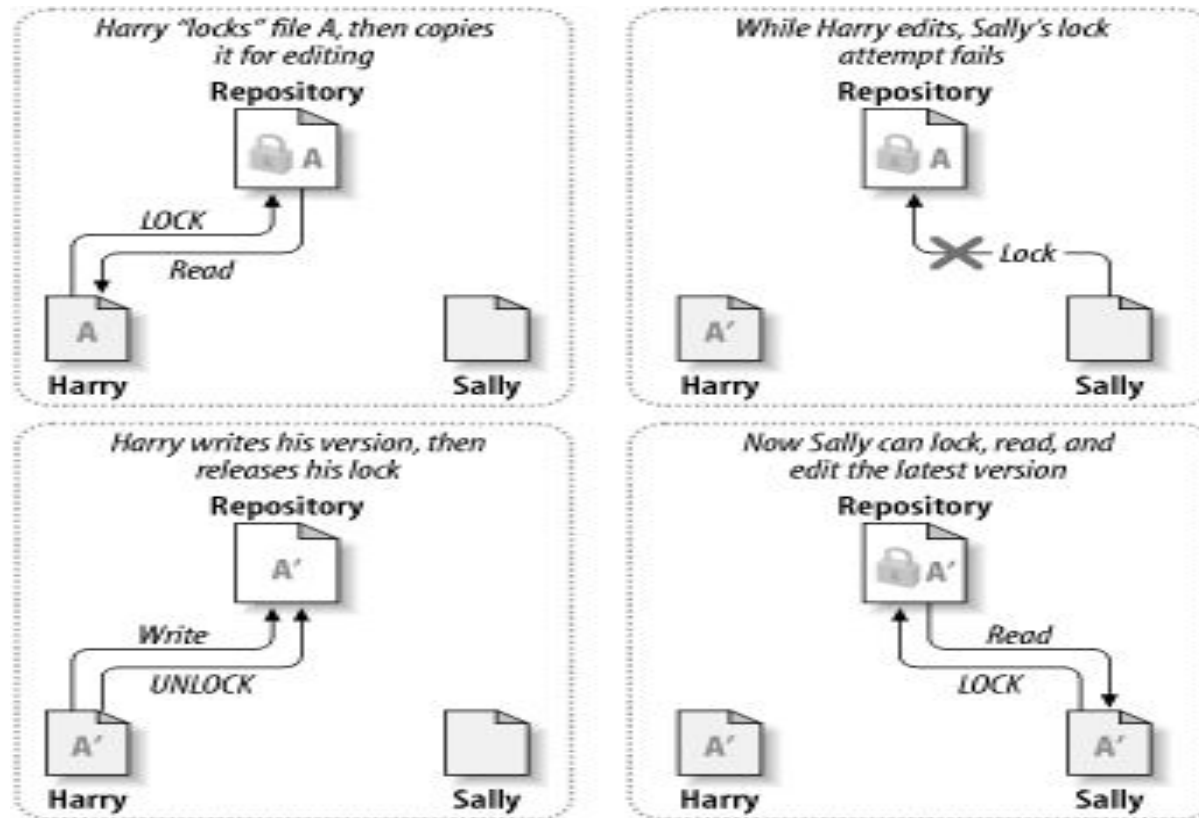 Harry “locks” file A, then copies
it for editing
Repository
A
LOCK
Read
A
Harry
Sally
While Harry edits, Sally’s lock
attempt fails
Repository
A
Lock
A’
Harry
Sally
Harry writes his version, then
releases his lock
Repository
A’
Write
UNLOCK
A’
Harry
Sally
Now Sally can lock, read, and
edit the latest version
Repository
A’
Read
LOCK
A’
Harry
A’
Sally